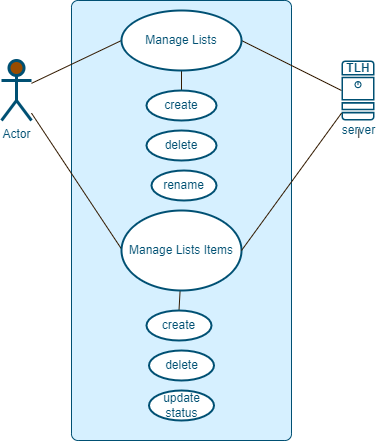 Manage Lists
TLH
create
Actor
server
delete
rename
Manage Lists Items
create
delete
update
status